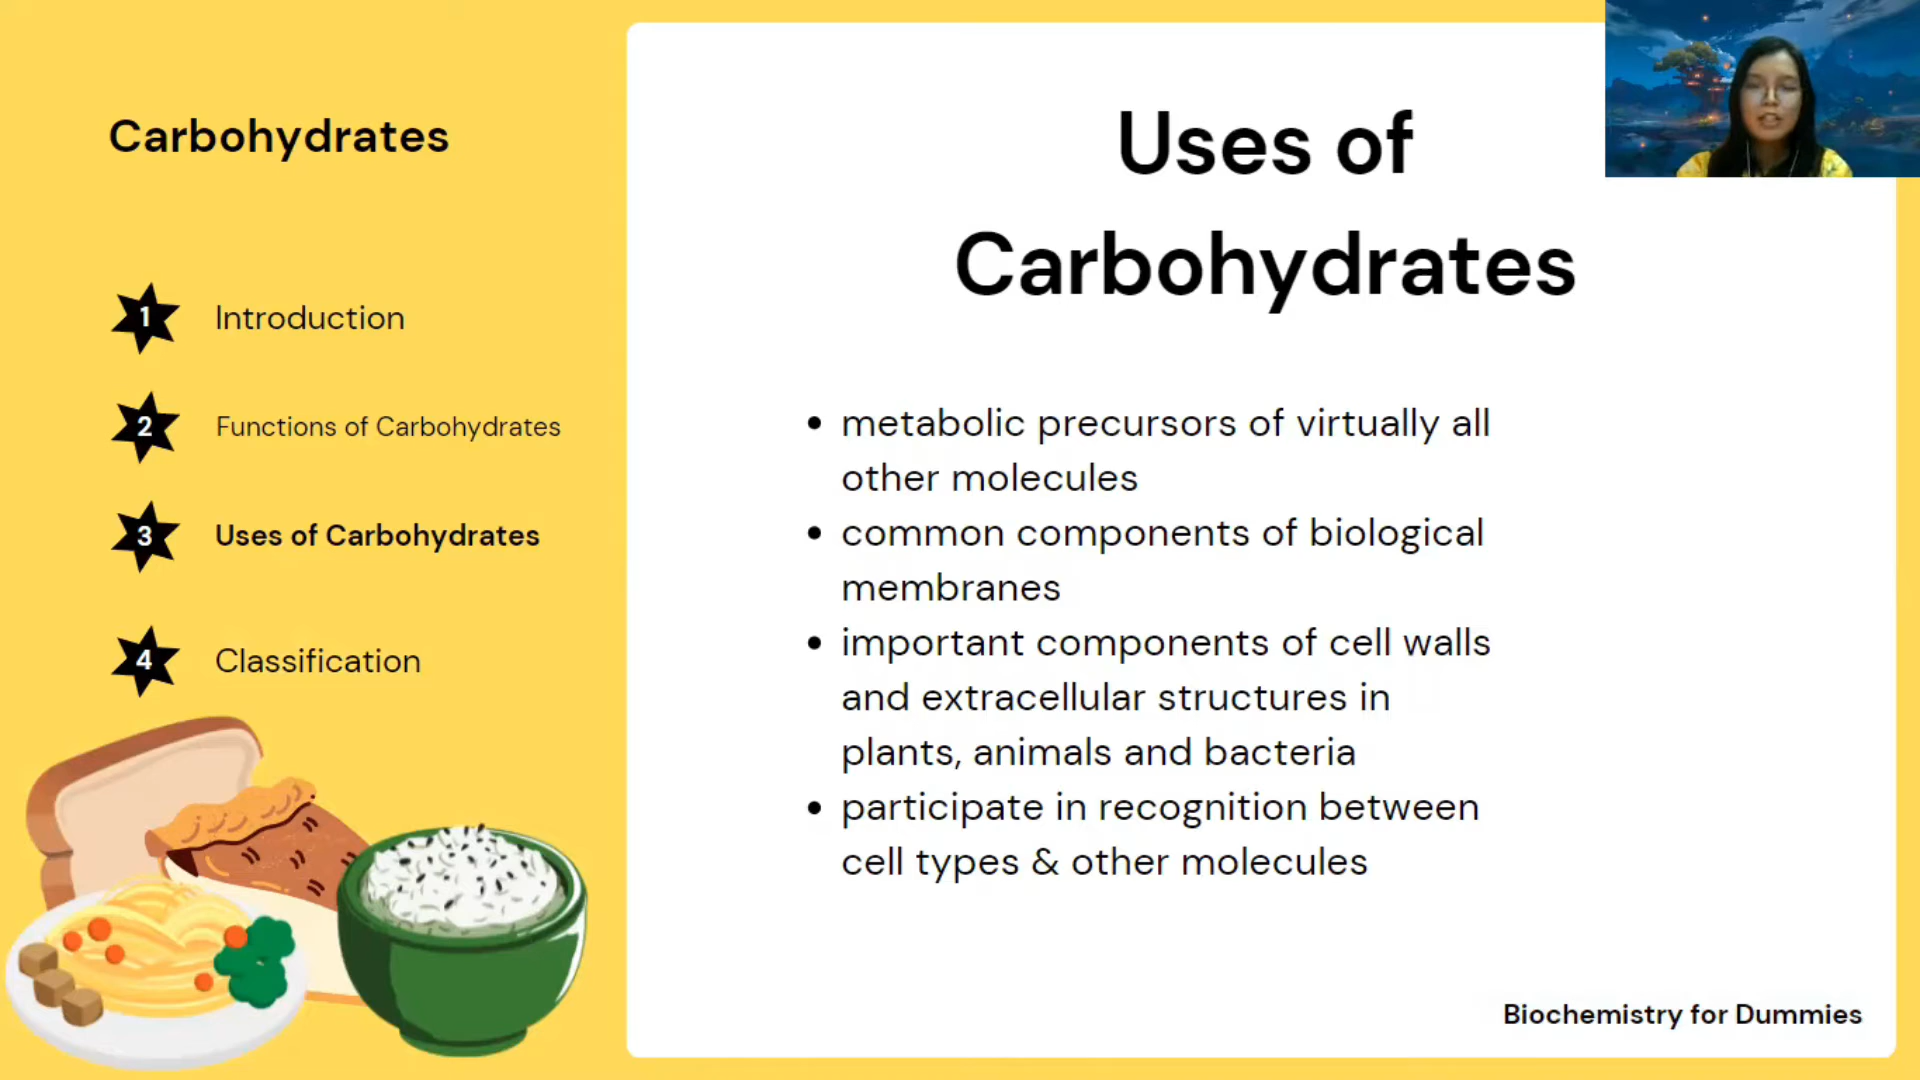 Carbohydrates
1 Introduction
2 Functions of Carbohydrates
3 Uses of Carbohydrates
4 Classification
Uses of
Carbohydrates
• metabolic precursors of virtually all
other molecules
• common components of biological
membranes
• important components of cell walls
and extracellular structures in
plants, animals and bacteria
• participate in recognition between
cell types & other molecules
Biochemistry for Dummies